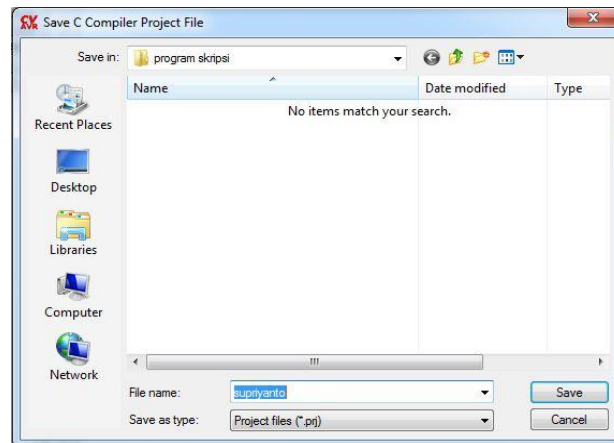 Save C Compiler Project File
Save in: program skripsi
Name Date modified Type
No items match your search.
Recent Places
Desktop
Libraries
Computer
Network
File name: supriyanto Save
Save as type: Project files (*.prj) Cancel